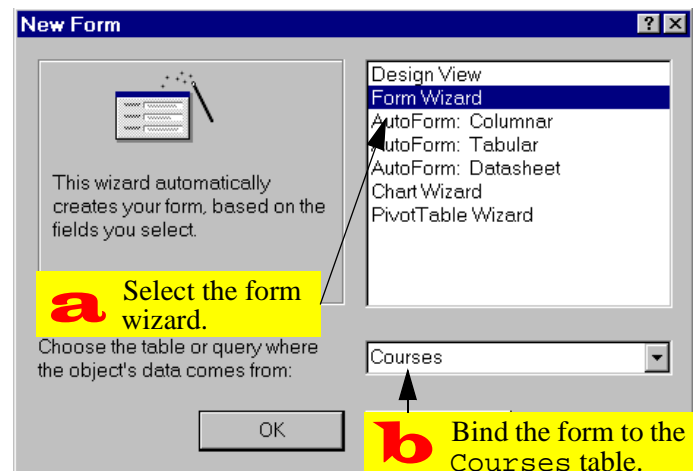 New Form
Design View
Form Wizard
AutoForm: Columnar
AutoForm: Tabular
AutoForm: Datasheet
Chart Wizard
PivotTable Wizard
This wizard automatically
creates your form, based on the
fields you select.
a Select the form
wizard.
Choose the table or query where
the object's data comes from:
Courses
OK
b Bind the form to the
Courses table.